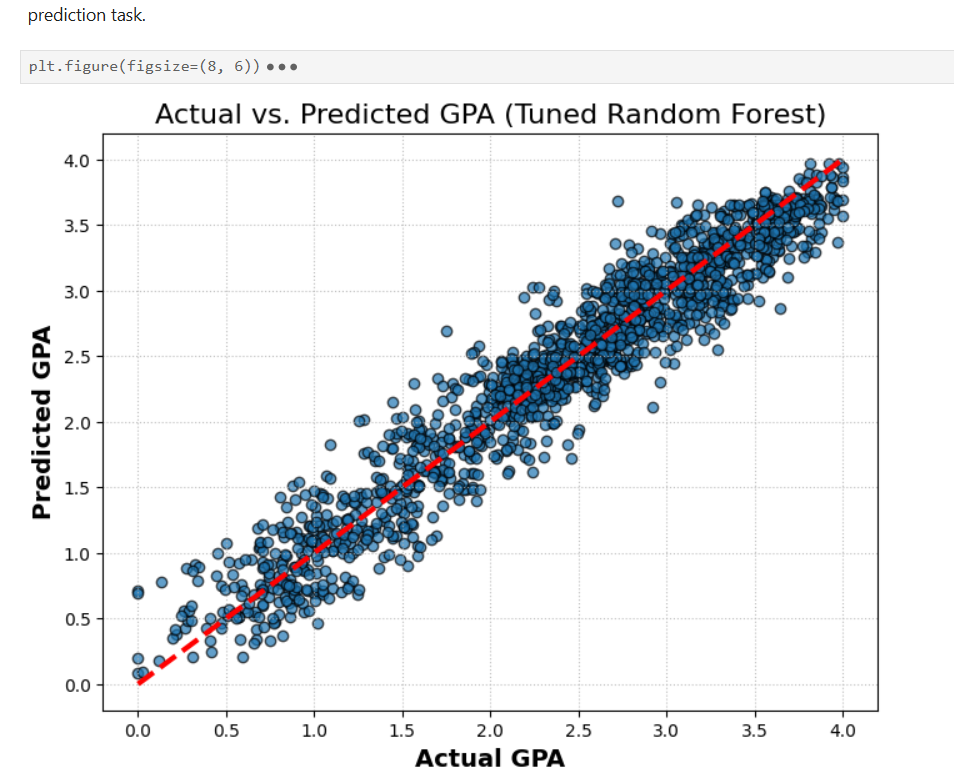 prediction task.
plt.figure(figsize=(8, 6)) •••
Actual vs. Predicted GPA (Tuned Random Forest)
Predicted GPA
4.0
3.5
3.0
2.5
2.0
1.5
1.0
0.5
0.0
0.0 0.5 1.0 1.5 2.0 2.5 3.0 3.5 4.0
Actual GPA